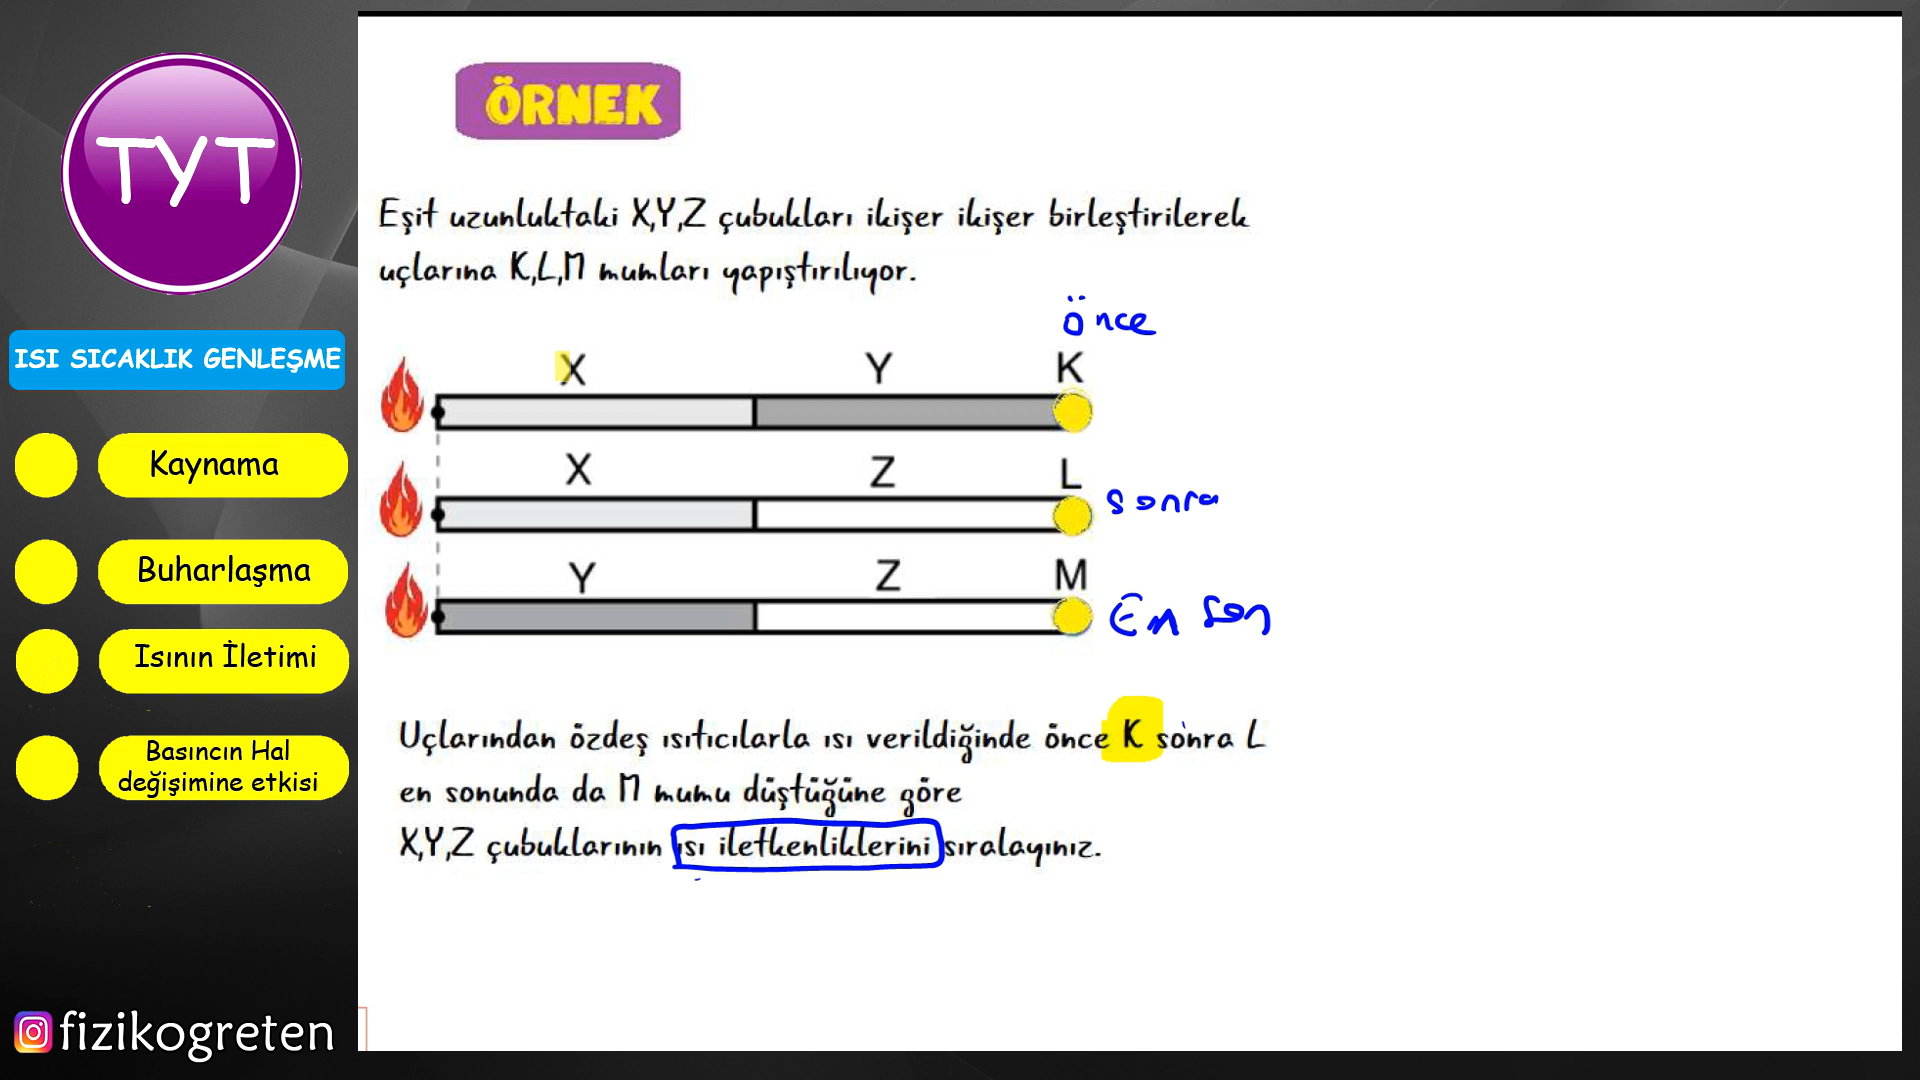 TYT
ISI SICAKLIK GENLEŞME
Kaynama
Buharlaşma
Isının İletimi
Basıncın Hal
değişimine etkisi
fizikogreten
ÖRNEK
Eşit uzunluktaki X,Y,Z çubukları ikişer ikişer birleştirilerek
uçlarına K,L,M mumları yapıştırılıyor.
önce
X Y K
X Z L
sonra
Y Z M
En son
Uçlarından özdeş ısıtıcılarla ısı verildiğinde önce K sonra L
en sonunda da M mumu düştüğüne göre
X,Y,Z çubuklarının ısı iletkenliklerini sıralayınız.